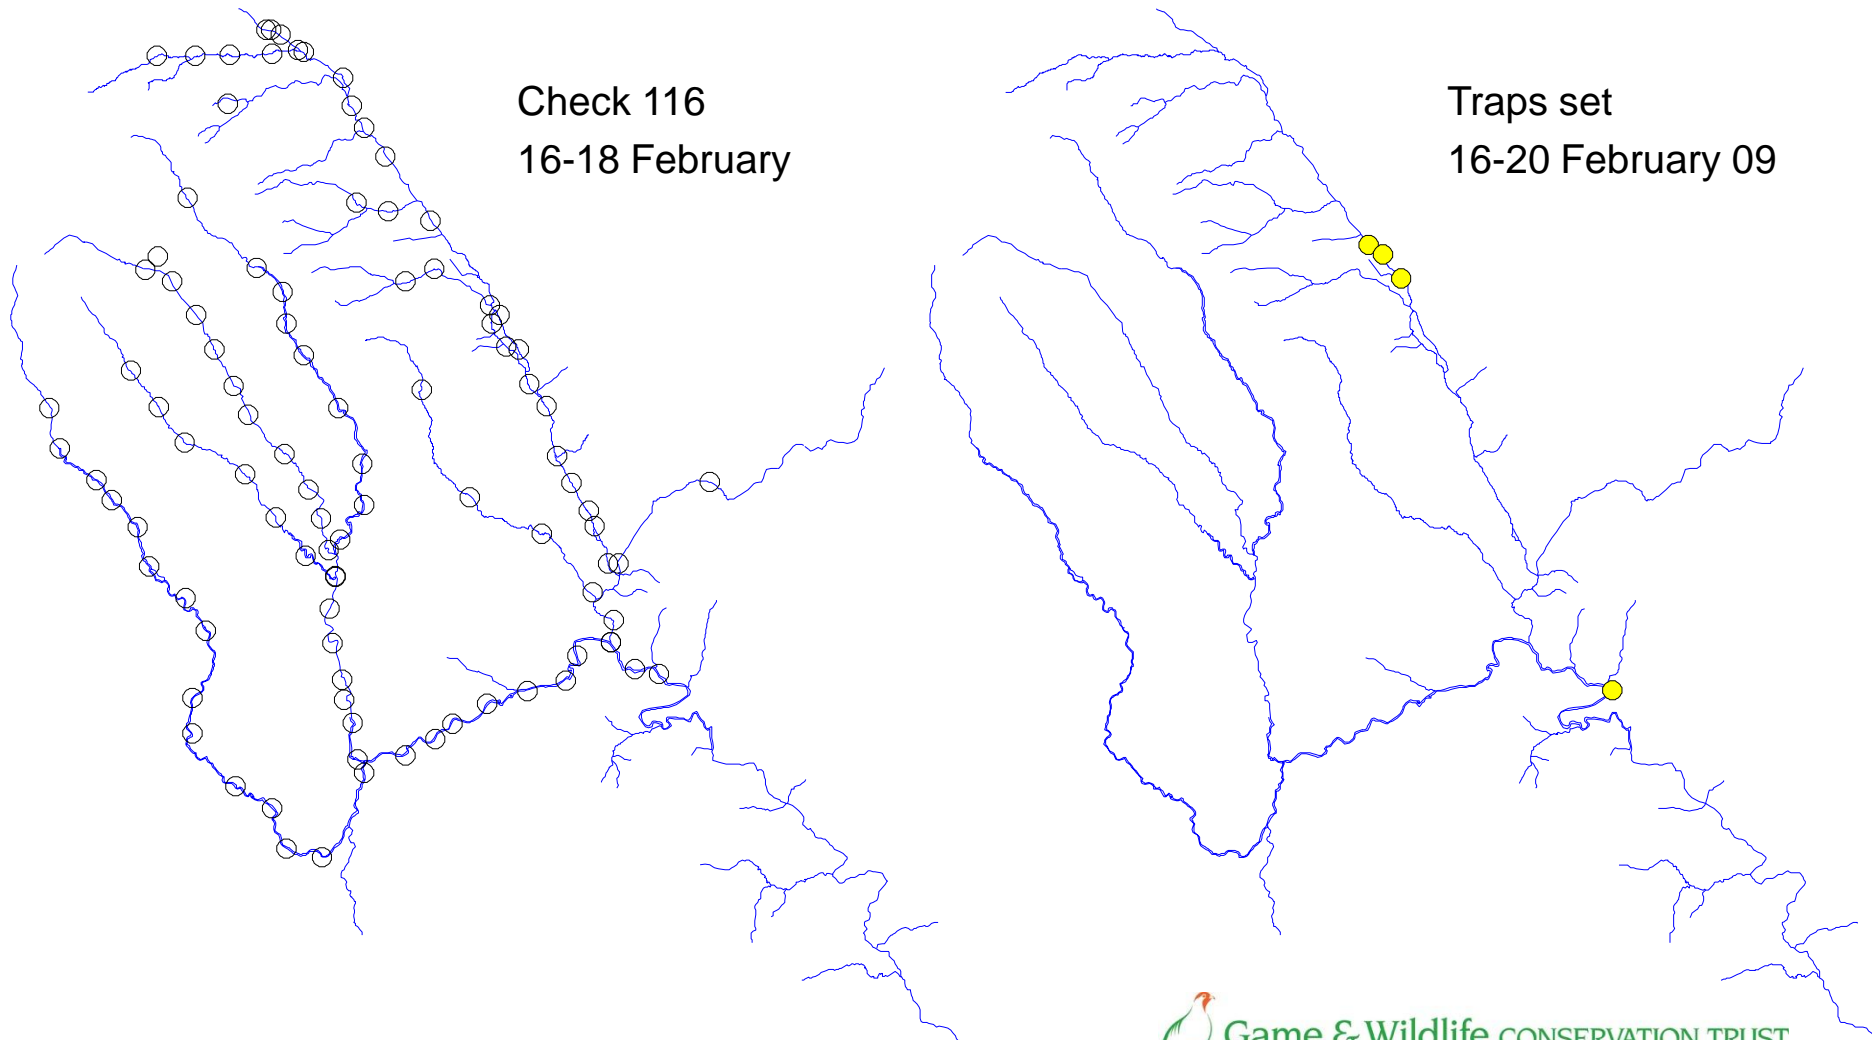 Check 116
16-18 February
Traps set
16-20 February 09
Game & Wildlife CONSERVATION TRUST